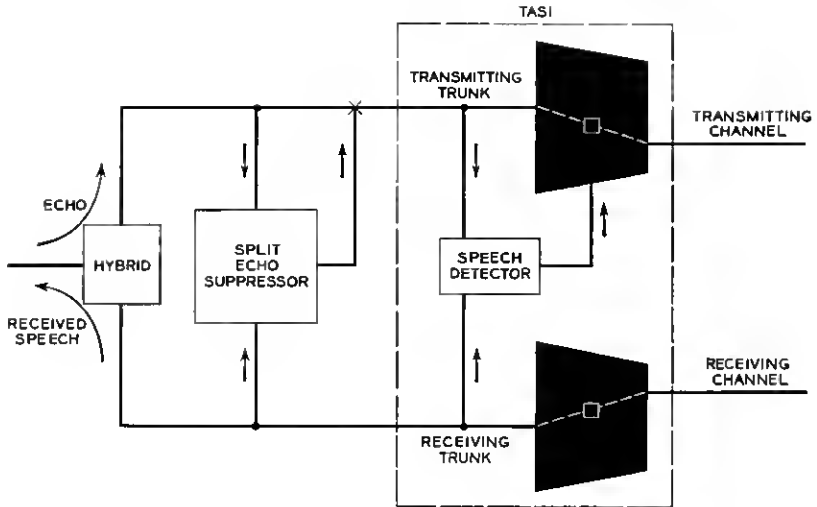 TASI
TRANSMITTING
TRUNK
TRANSMITTING
CHANNEL
ECHO
HYBRID
SPLIT
ECHO
SUPPRESSOR
SPEECH
DETECTOR
RECEIVED
SPEECH
RECEIVING
CHANNEL
RECEIVING
TRUNK